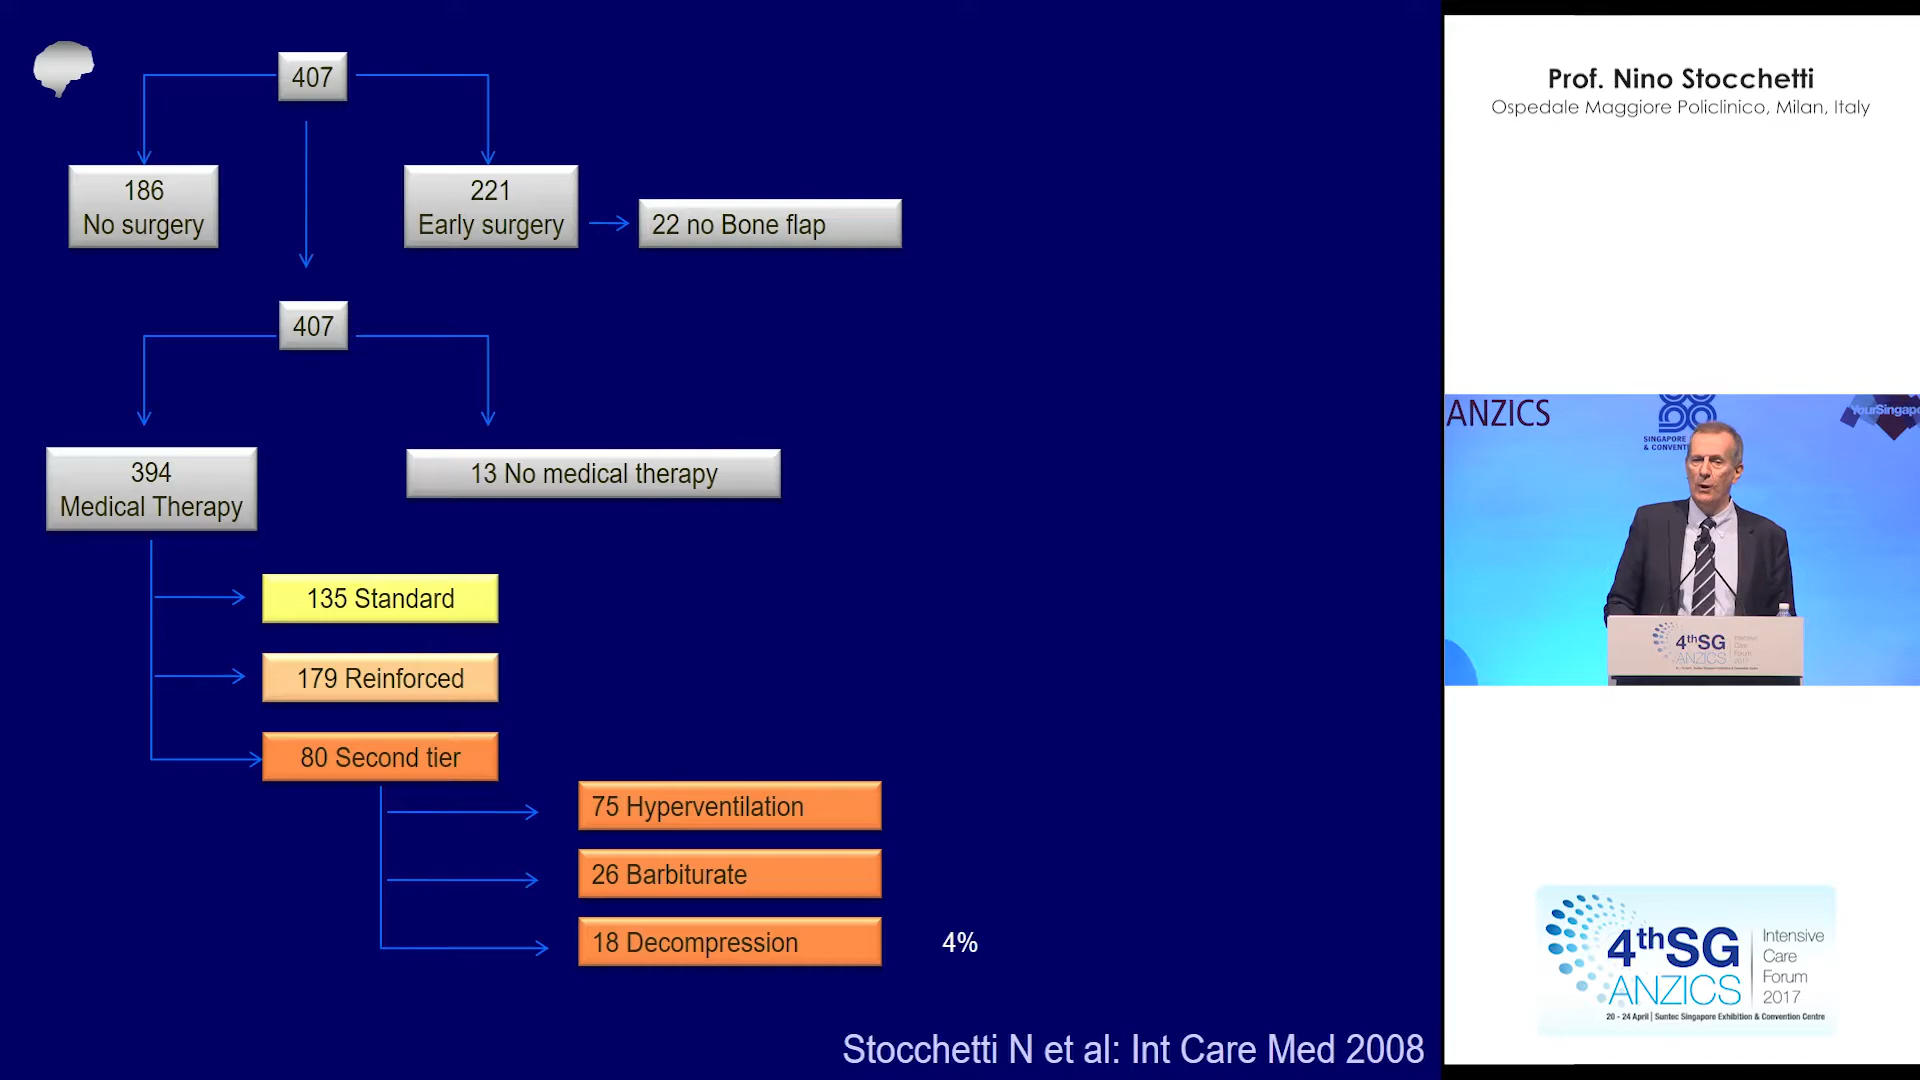 407
186
No surgery
221
Early surgery
22 no Bone flap
407
394
Medical Therapy
13 No medical therapy
135 Standard
179 Reinforced
80 Second tier
75 Hyperventilation
26 Barbiturate
18 Decompression
4%
Stocchetti N et al: Int Care Med 2008
Prof. Nino Stocchetti
Ospedale Maggiore Policlinico, Milan, Italy
ANZICS
SINGAPORE
& CONVENT
YourSingapo
4thSG
ANZICS
4thSG
ANZICS
Intensive
Care
Forum
2017
20 - 24 April | Suntec Singapore Exhibition & Convention Centre